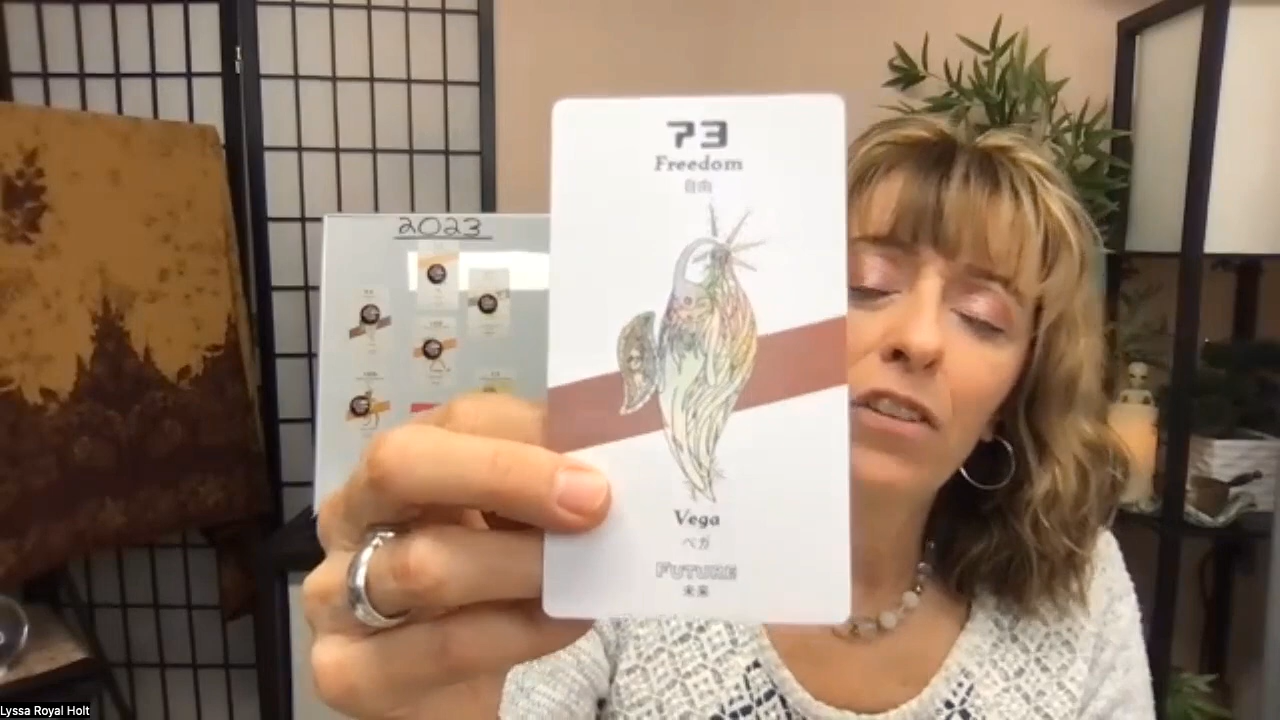 2023
73
Freedom
自由
Vega
ベガ
FUTURE
未来
Lyssa Royal Holt